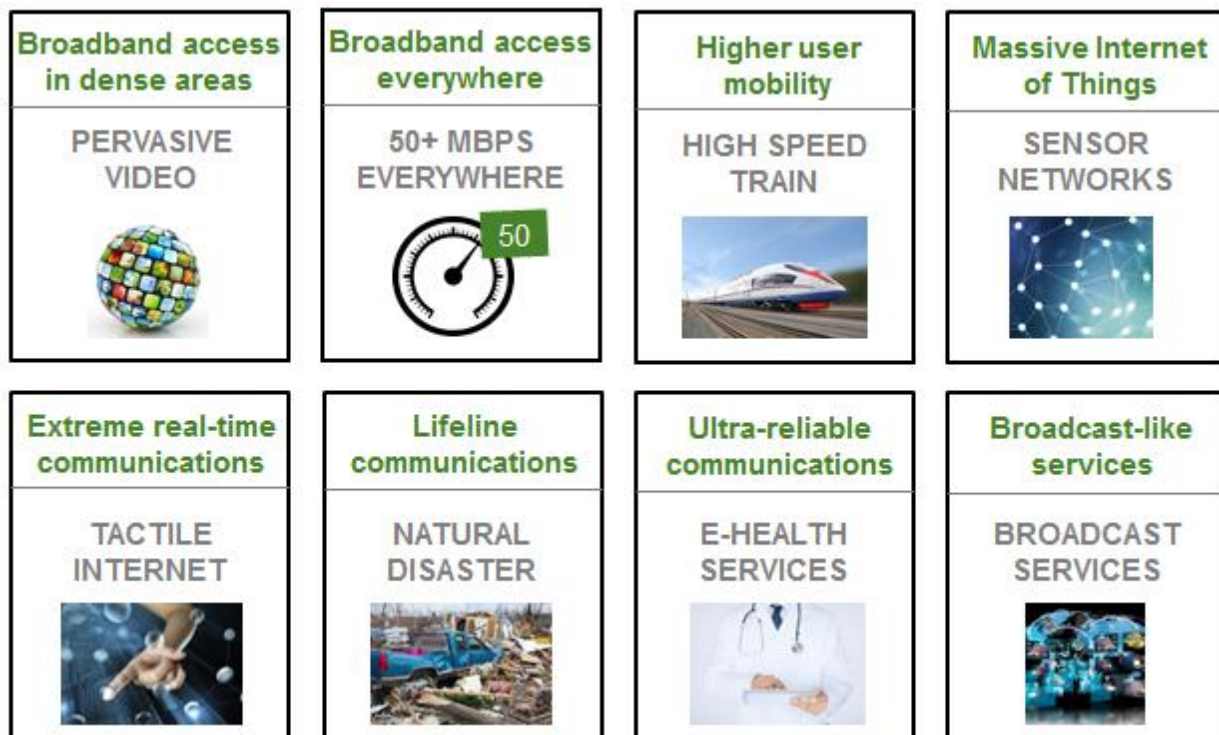 Broadband access
in dense areas
PERVASIVE
VIDEO
Broadband access
everywhere
50+ MBPS
EVERYWHERE
50
Higher user
mobility
HIGH SPEED
TRAIN
Massive Internet
of Things
SENSOR
NETWORKS
Extreme real-time
communications
TACTILE
INTERNET
Lifeline
communications
NATURAL
DISASTER
Ultra-reliable
communications
E-HEALTH
SERVICES
Broadcast-like
services
BROADCAST
SERVICES